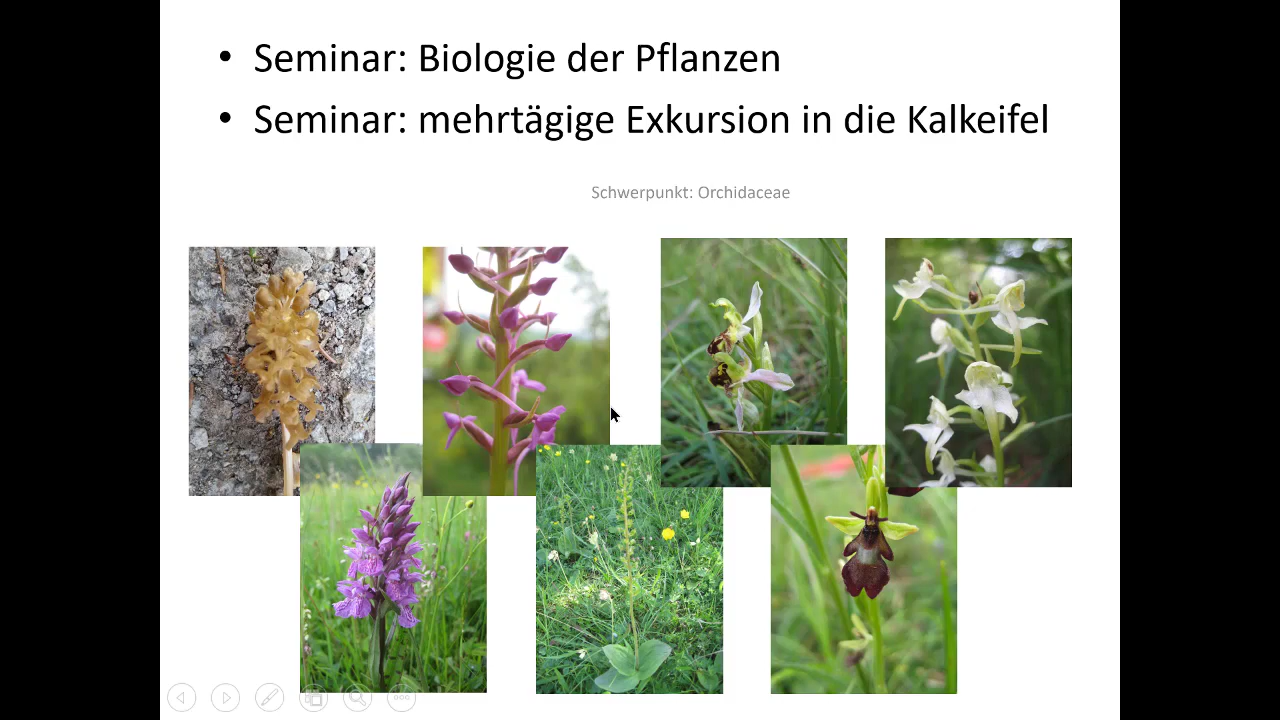 • Seminar: Biologie der Pflanzen
• Seminar: mehrtägige Exkursion in die Kalkeifel
Schwerpunkt: Orchidaceae